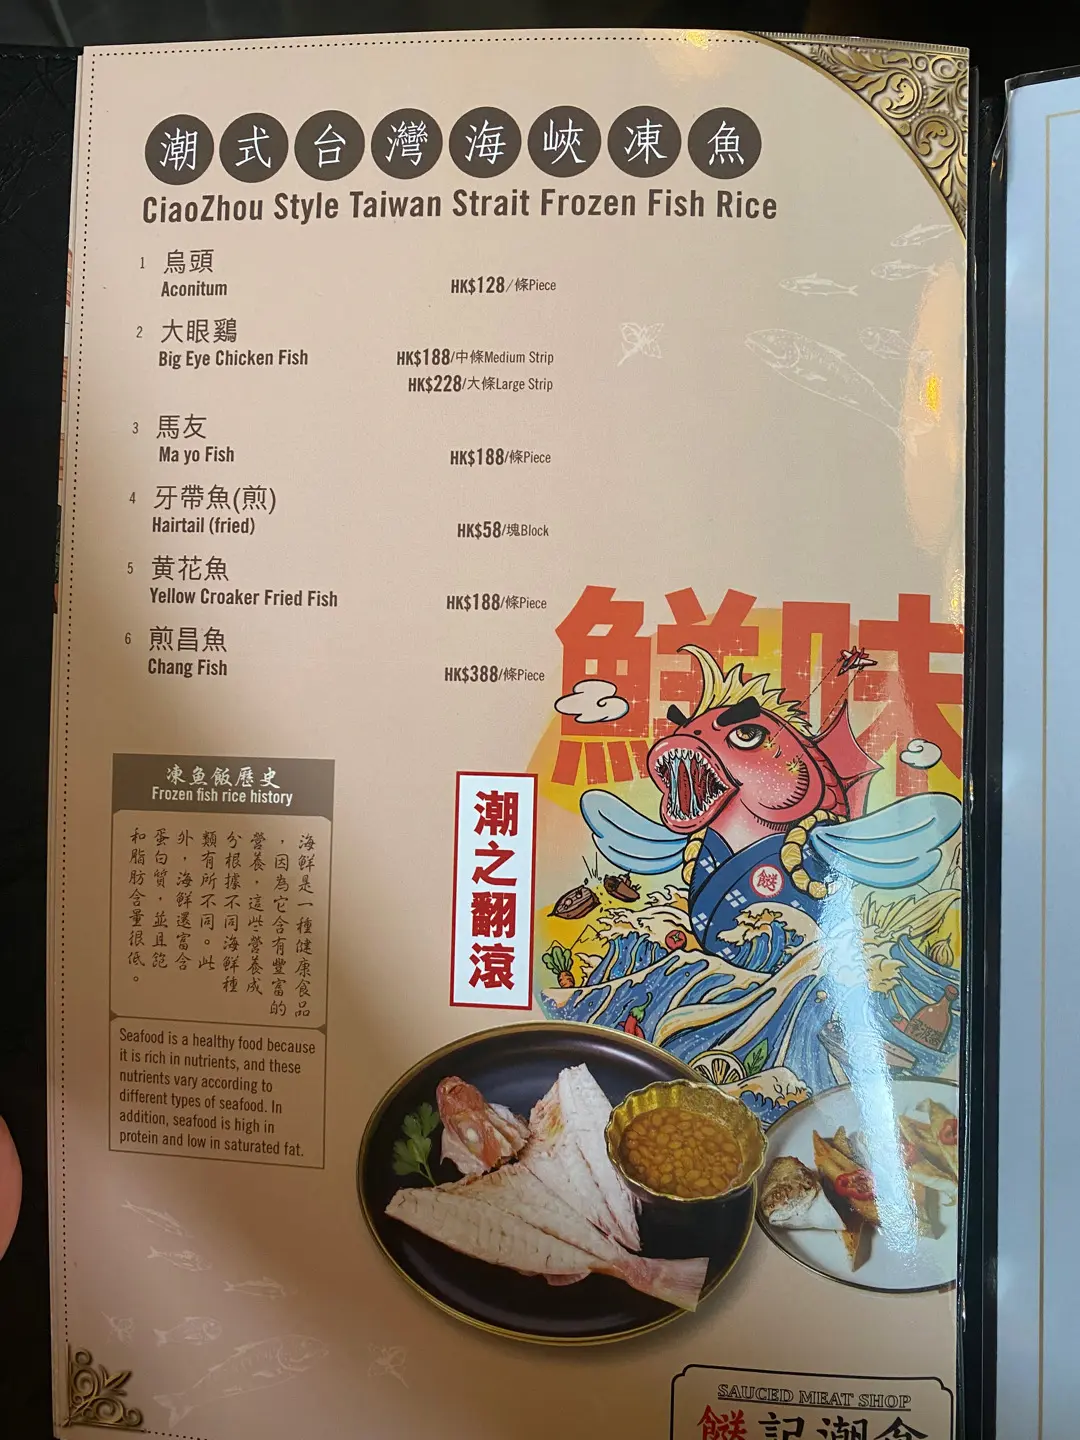 潮式台灣海峽凍魚
CiaoZhou Style Taiwan Strait Frozen Fish Rice
1 烏頭
Aconitum HK$128/條Piece
2 大眼鷄
Big Eye Chicken Fish HK$188/中條Medium Strip
HK$228/大條Large Strip
3 馬友
Ma yo Fish HK$188/條Piece
4 牙帶魚(煎)
Hairtail (fried) HK$58/塊Block
5 黄花魚
Yellow Croaker Fried Fish HK$188/條Piece
6 煎昌魚
Chang Fish HK$388/條Piece
鮮味
潮之翻滾
凍魚飯歷史
Frozen fish rice history
海鮮是一種健康食品
，因為它含有豐富的
營養，這些營養成
分根據不同海鮮種
類有所不同。此
外，海鮮還富含
蛋白質，並且飽
和脂肪含量很低。
Seafood is a healthy food because
it is rich in nutrients, and these
nutrients vary according to
different types of seafood. In
addition, seafood is high in
protein and low in saturated fat.
SAUCED MEAT SHOP
記潮食